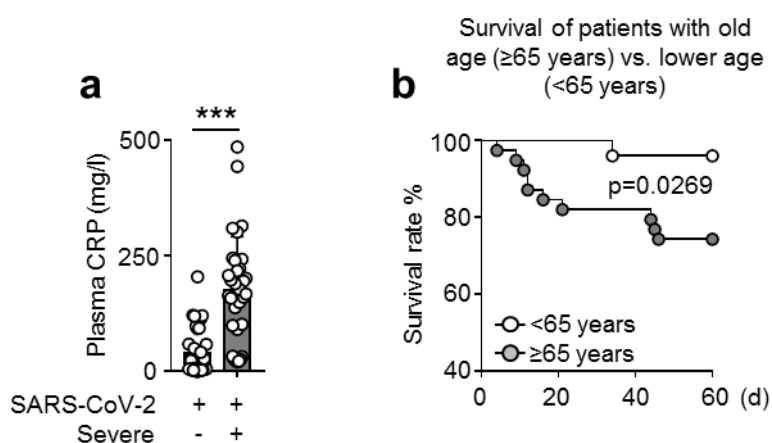 Survival of patients with old
age (≥65 years) vs. lower age
(<65 years)
a
b
***
500
250
0
Plasma CRP (mg/l)
SARS-CoV-2 + +
Severe - +
100
80
60
40
Survival rate %
p=0.0269
<65 years
≥65 years
0 20 40 60 (d)